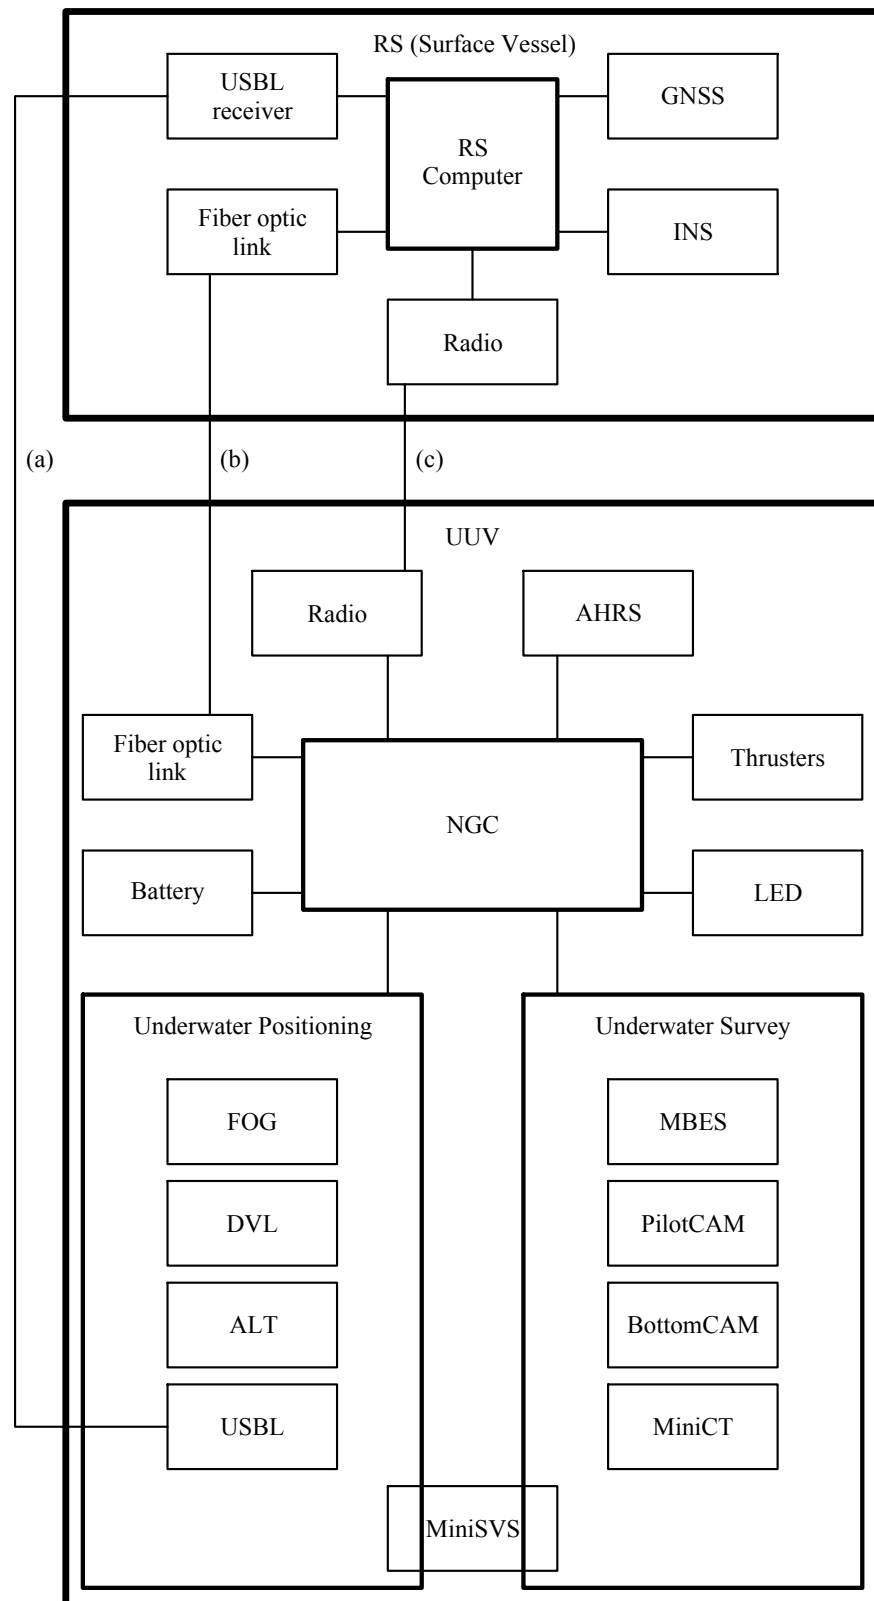 RS (Surface Vessel)
USBL
receiver
GNSS
RS
Computer
Fiber optic
link
INS
Radio
(a)
(b)
(c)
UUV
Radio
AHRS
Fiber optic
link
Thrusters
NGC
Battery
LED
Underwater Positioning
FOG
DVL
ALT
USBL
Underwater Survey
MBES
PilotCAM
BottomCAM
MiniCT
MiniSVS